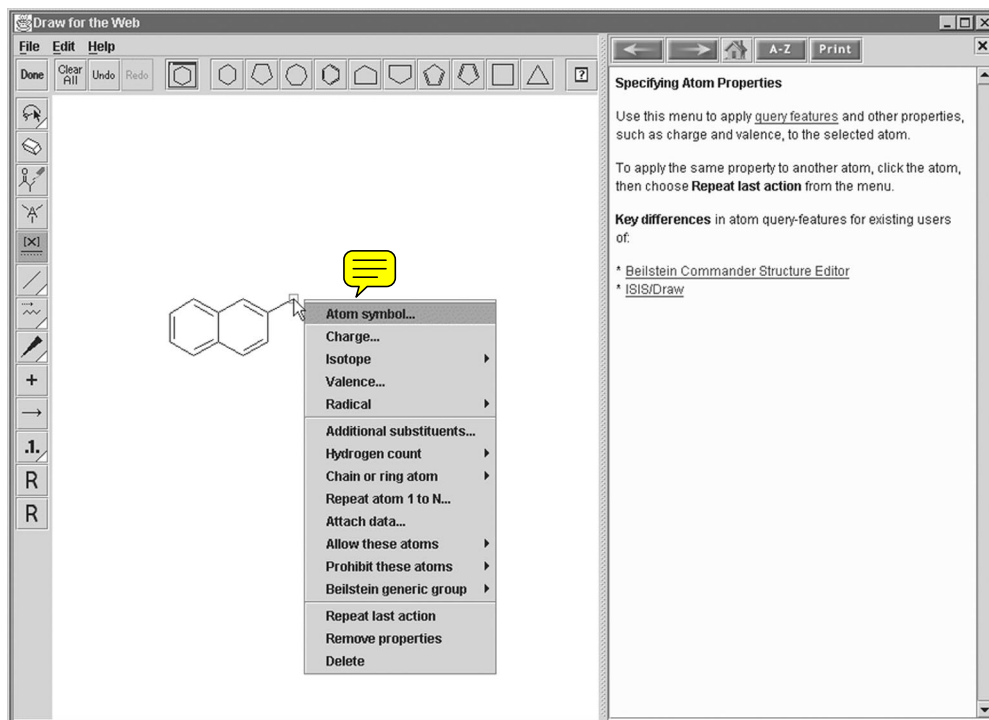 Draw for the Web
File Edit Help
Done Clear All Undo Redo ?
A
[X]
+
.1.
R
R
Atom symbol...
Charge...
Isotope
Valence...
Radical
Additional substituents...
Hydrogen count
Chain or ring atom
Repeat atom 1 to N...
Attach data...
Allow these atoms
Prohibit these atoms
Beilstein generic group
Repeat last action
Remove properties
Delete
A-Z Print
Specifying Atom Properties
Use this menu to apply query features and other properties,
such as charge and valence, to the selected atom.
To apply the same property to another atom, click the atom,
then choose Repeat last action from the menu.
Key differences in atom query-features for existing users
of:
* Beilstein Commander Structure Editor
* ISIS/Draw